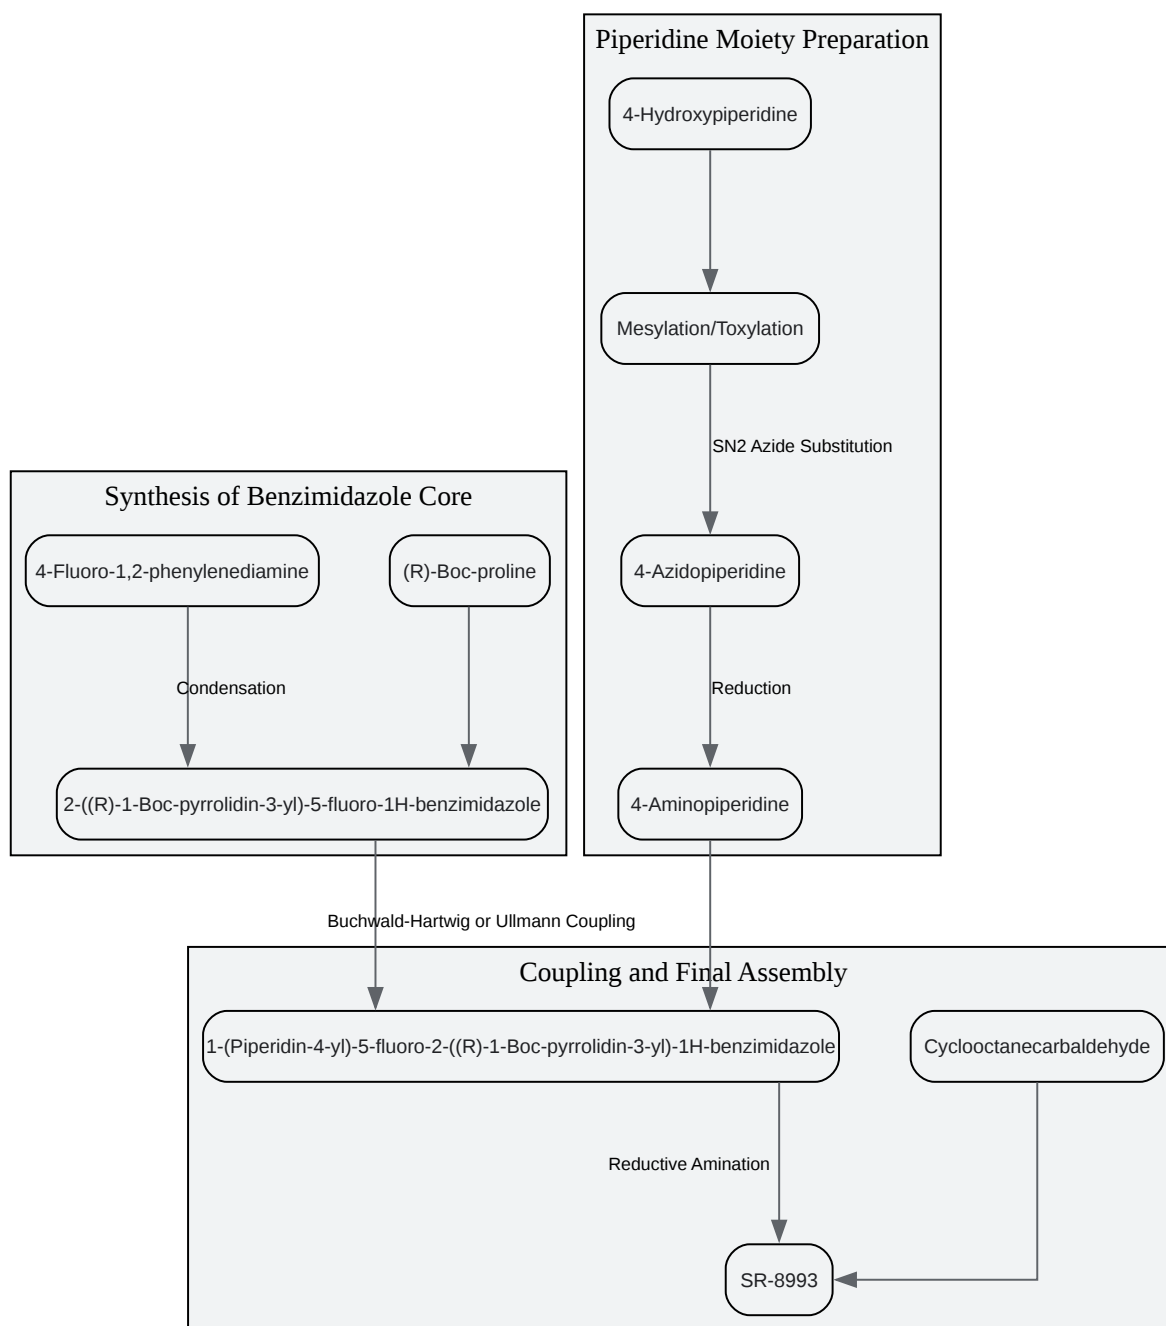 Piperidine Moiety Preparation
4-Hydroxypiperidine
Mesylation/Toxylation
SN2 Azide Substitution
Synthesis of Benzimidazole Core
4-Fluoro-1,2-phenylenediamine
(R)-Boc-proline
4-Azidopiperidine
Condensation
Reduction
2-((R)-1-Boc-pyrrolidin-3-yl)-5-fluoro-1H-benzimidazole
4-Aminopiperidine
Buchwald-Hartwig or Ullmann Coupling
Coupling and Final Assembly
1-(Piperidin-4-yl)-5-fluoro-2-((R)-1-Boc-pyrrolidin-3-yl)-1H-benzimidazole
Cyclooctanecarbaldehyde
Reductive Amination
SR-8993